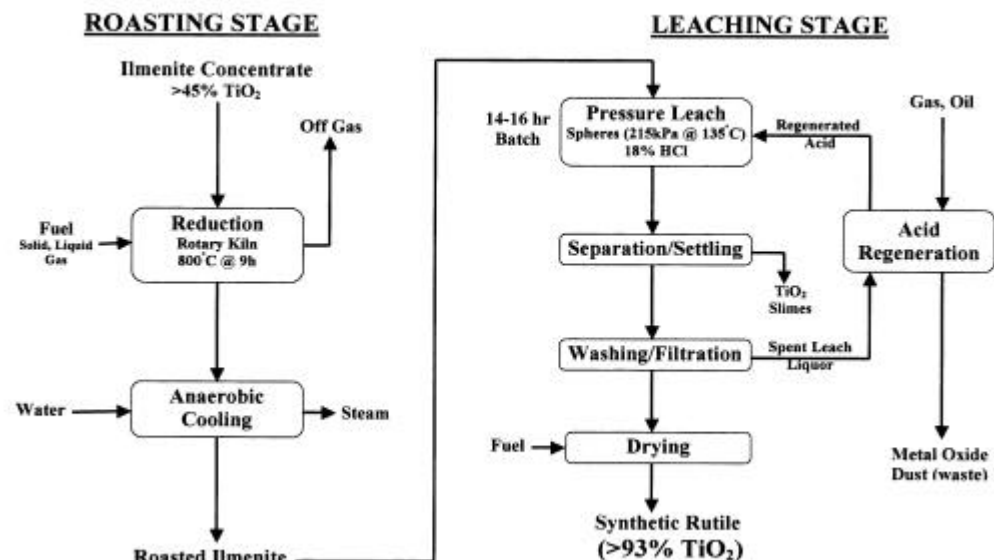 ROASTING STAGE
Ilmenite Concentrate
>45% TiO₂
Off Gas
Fuel
Solid, Liquid
Gas
Reduction
Rotary Kiln
800°C @ 9h
Water
Anaerobic
Cooling
Steam
Roasted Ilmenite
LEACHING STAGE
14-16 hr
Batch
Pressure Leach
Spheres (215kPa @ 135°C)
18% HCl
Regenerated
Acid
Gas, Oil
Acid
Regeneration
Separation/Settling
TiO₂
Slimes
Washing/Filtration
Spent Leach
Liquor
Fuel
Drying
Metal Oxide
Dust (waste)
Synthetic Rutile
(>93% TiO₂)